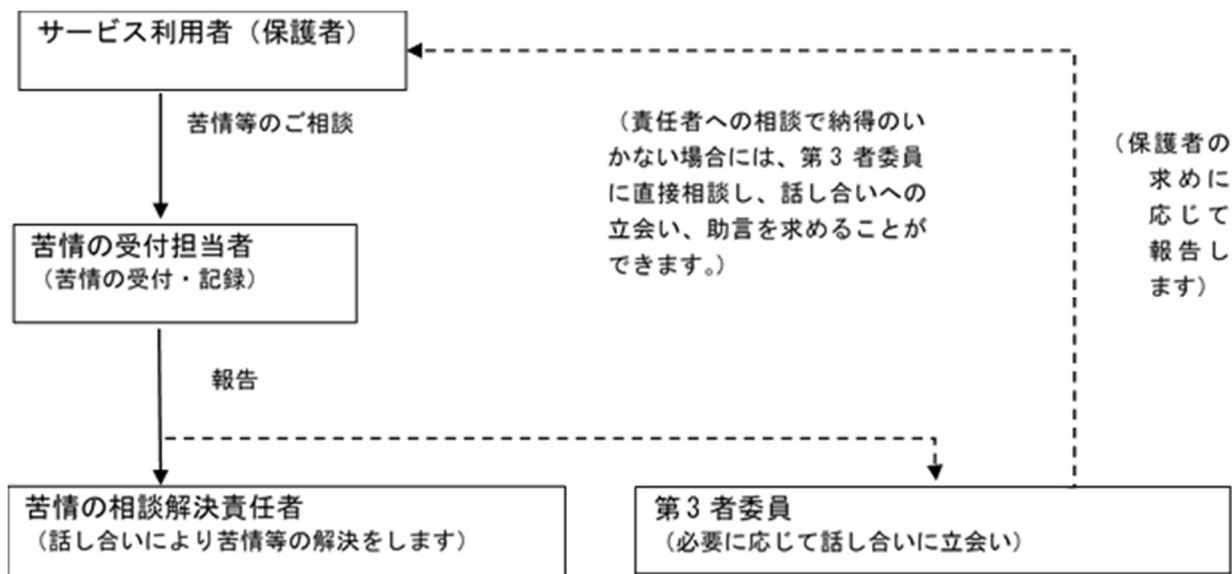 サービス利用者（保護者）
苦情等のご相談
（責任者への相談で納得のい
かない場合には、第3者委員
に直接相談し、話し合いへの
立会い、助言を求めることが
できます。）
（保護者の
求めに
応じて
報告し
ます）
苦情の受付担当者
（苦情の受付・記録）
報告
苦情の相談解決責任者
（話し合いにより苦情等の解決をします）
第3者委員
（必要に応じて話し合いに立会い）